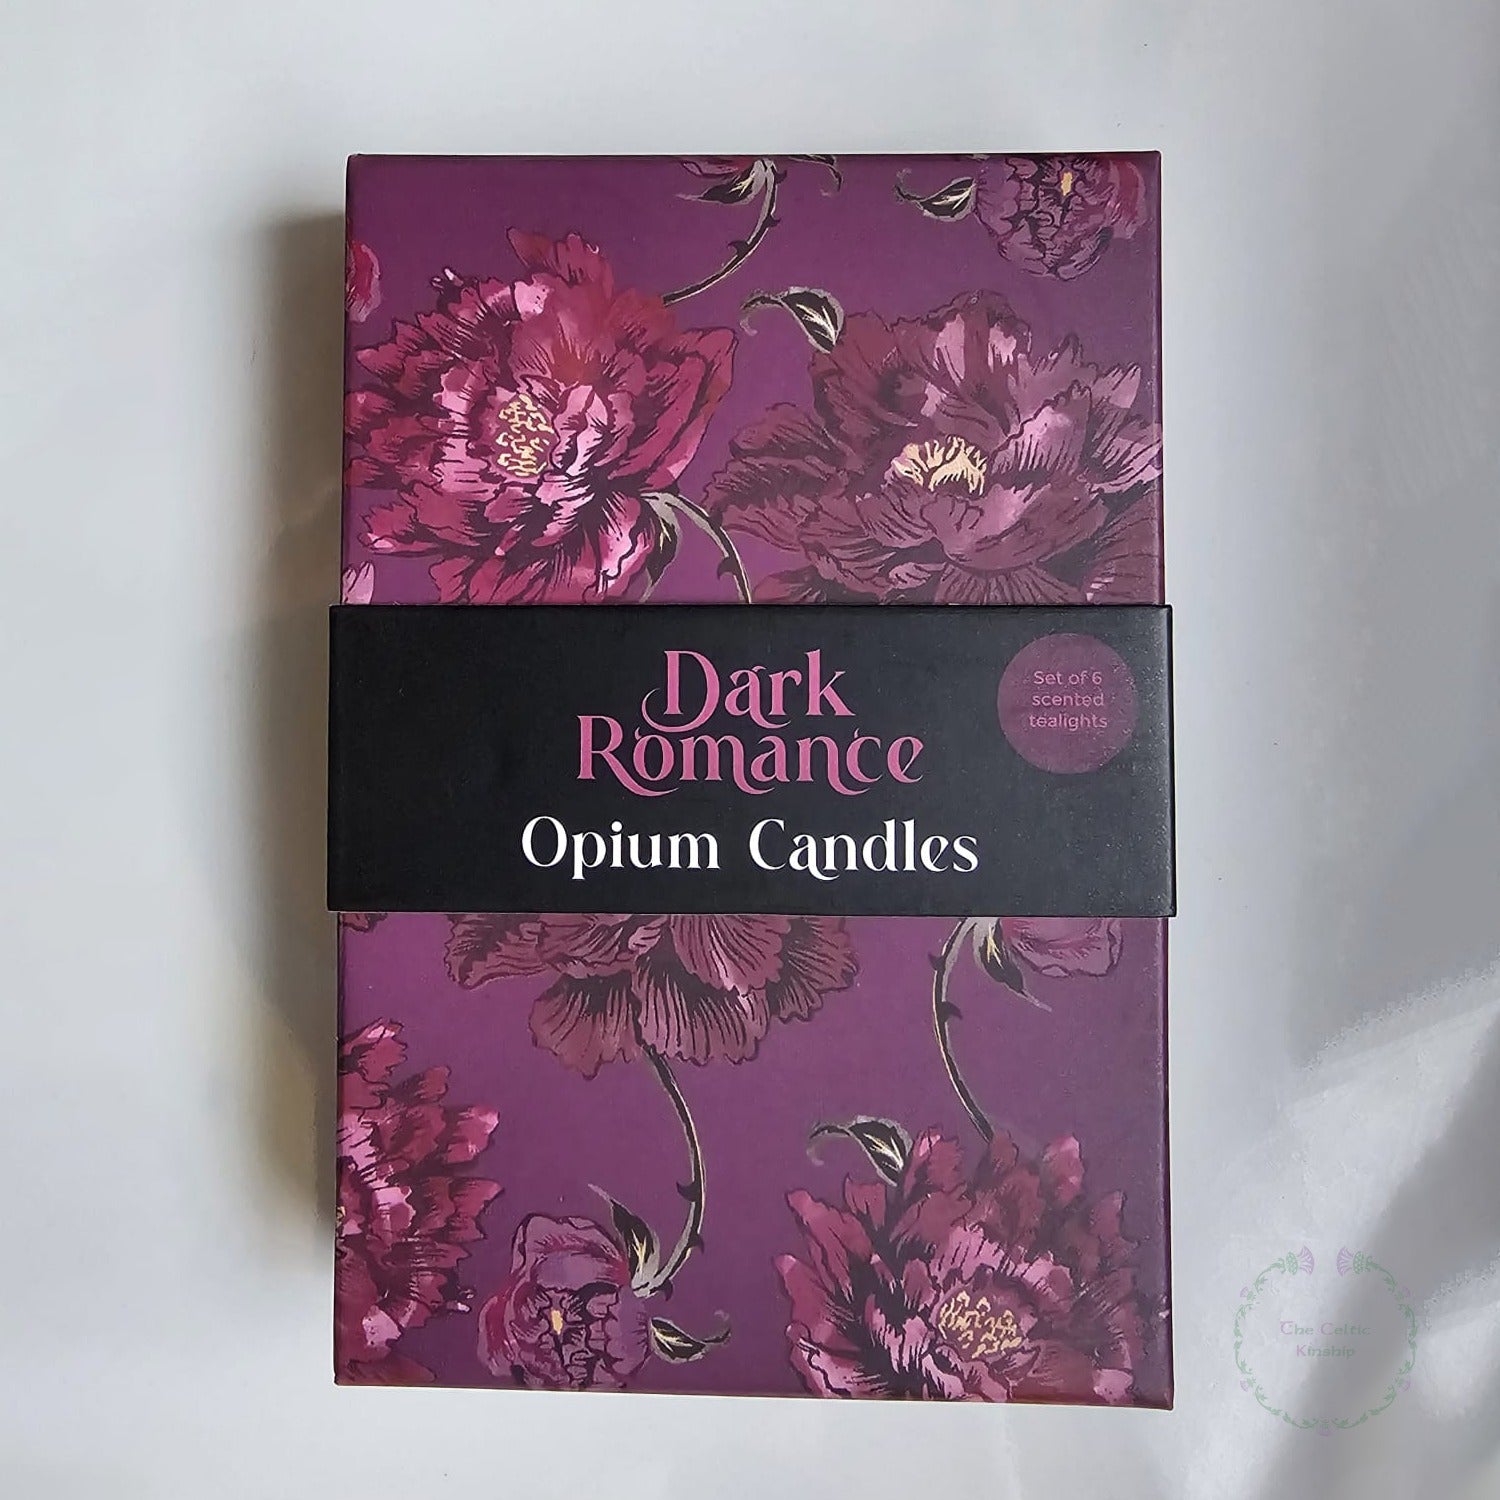 Dark
Romance
Opium Candles
Set of 6
scented
tealights
The Celtic
Kinship